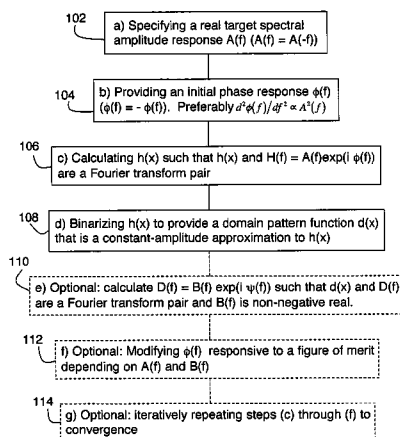 102
a) Specifying a real target spectral
amplitude response A(f) (A(f) = A(-f))
104
b) Providing an initial phase response ϕ(f)
(ϕ(f) = - ϕ(f)). Preferably d²ϕ(f)/df² ∝ A²(f)
106
c) Calculating h(x) such that h(x) and H(f) = A(f)exp(i ϕ(f))
are a Fourier transform pair
108
d) Binarizing h(x) to provide a domain pattern function d(x)
that is a constant-amplitude approximation to h(x)
110
e) Optional: calculate D(f) = B(f) exp(i ψ(f)) such that d(x) and D(f)
are a Fourier transform pair and B(f) is non-negative real.
112
f) Optional: Modifying ϕ(f) responsive to a figure of merit
depending on A(f) and B(f)
114
g) Optional: iteratively repeating steps (c) through (f) to
convergence